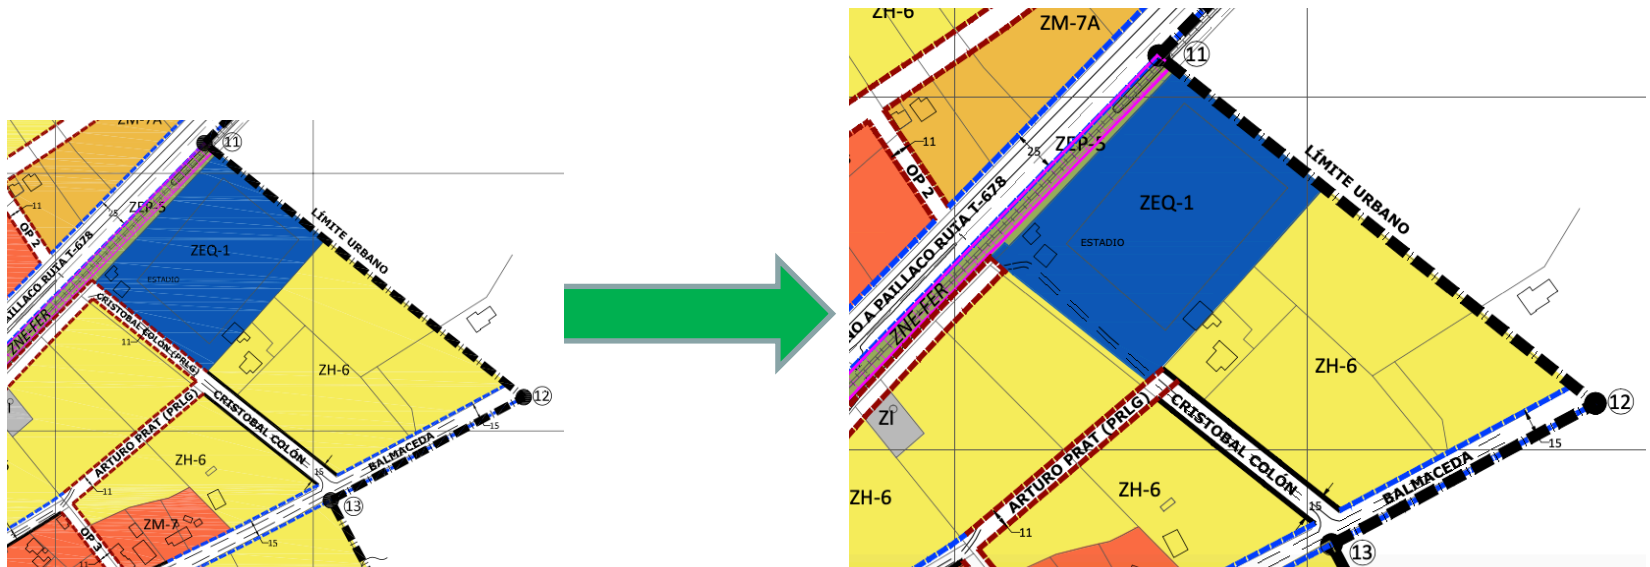 ZM-7A
11
11
OP 2
25
ZEP-5
ZEQ-1
ESTADIO
LÍMITE URBANO
AILLACO RUTA T-678
ZNE-FER
CRISTOBAL COLÓN (PRLG)
11
ZH-6
12
CRISTOBAL COLÓN
ARTURO PRAT (PRLG)
BALMACEDA
15
15
11
ZH-6
13
ZM-7
OP 3
15
11
ZH-6
ZM-7A
11
11
OP 2
25
ZEP-5
ZEQ-1
ESTADIO
LÍMITE URBANO
NO A PAILLACO RUTA T-678
ZNE-FER
ZH-6
12
ZI
ARTURO PRAT (PRLG)
CRISTOBAL COLÓN
BALMACEDA
15
15
ZH-6
ZH-6
11
13